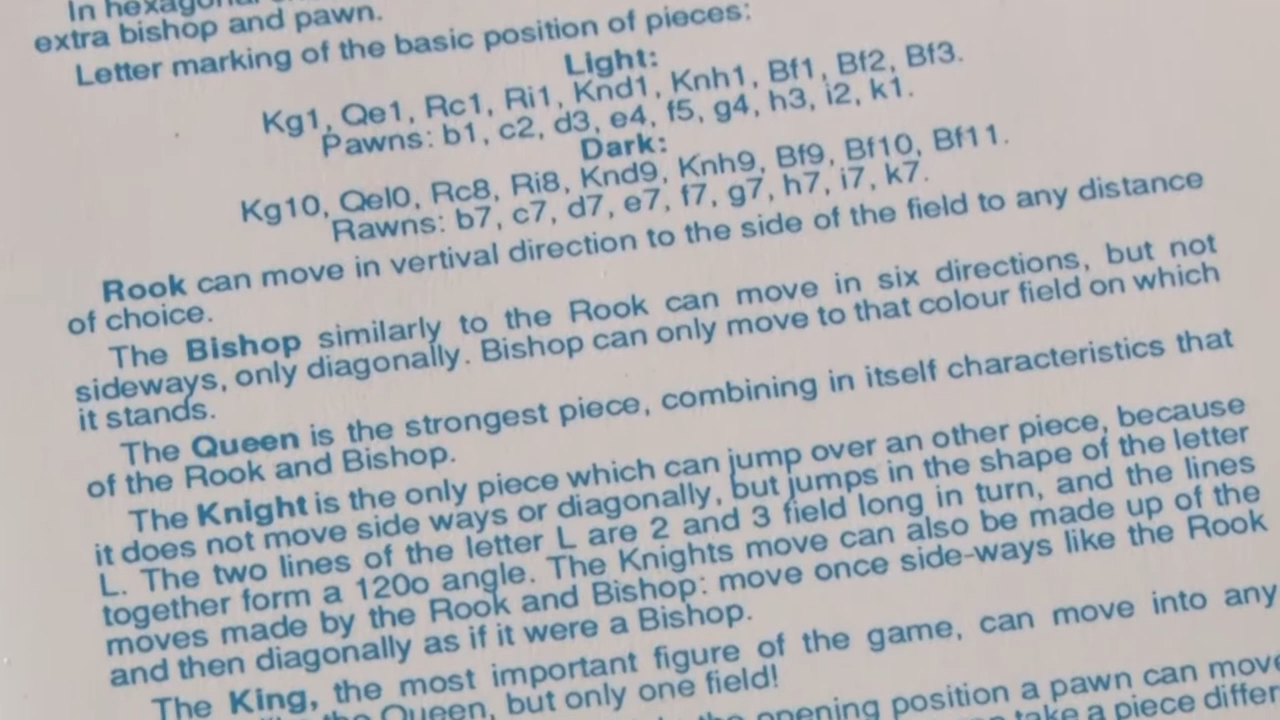 In hexagonal
extra bishop and pawn.
Letter marking of the basic position of pieces:
Light:
Kg1, Qe1, Rc1, Ri1, Knd1, Knh1, Bf1, Bf2, Bf3.
Pawns: b1, c2, d3, e4, f5, g4, h3, i2, k1.
Dark:
Kg10, Qel0, Rc8, Ri8, Knd9, Knh9, Bf9, Bf10, Bf11.
Rawns: b7, c7, d7, e7, f7, g7, h7, i7, k7.
Rook can move in vertival direction to the side of the field to any distance
of choice.
The Bishop similarly to the Rook can move in six directions, but not
sideways, only diagonally. Bishop can only move to that colour field on which
it stands.
The Queen is the strongest piece, combining in itself characteristics that
of the Rook and Bishop.
The Knight is the only piece which can jump over an other piece, because
it does not move side ways or diagonally, but jumps in the shape of the letter
L. The two lines of the letter L are 2 and 3 field long in turn, and the lines
together form a 120o angle. The Knights move can also be made up of the
moves made by the Rook and Bishop: move once side-ways like the Rook
and then diagonally as if it were a Bishop.
The King, the most important figure of the game, can move into any
the Queen, but only one field!
opening position a pawn can move
take a piece differ